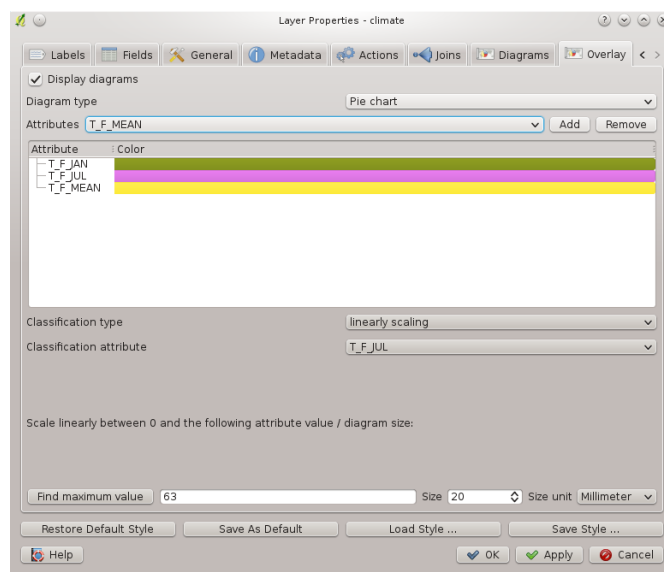 Layer Properties - climate
Labels Fields General Metadata Actions Joins Diagrams Overlay
Display diagrams
Diagram type Pie chart
Attributes T_F_MEAN Add Remove
Attribute Color
T_F_JAN
T_F_JUL
T_F_MEAN
Classification type linearly scaling
Classification attribute T_F_JUL
Scale linearly between 0 and the following attribute value / diagram size:
Find maximum value 63 Size 20 Size unit Millimeter
Restore Default Style Save As Default Load Style ... Save Style ...
Help OK Apply Cancel